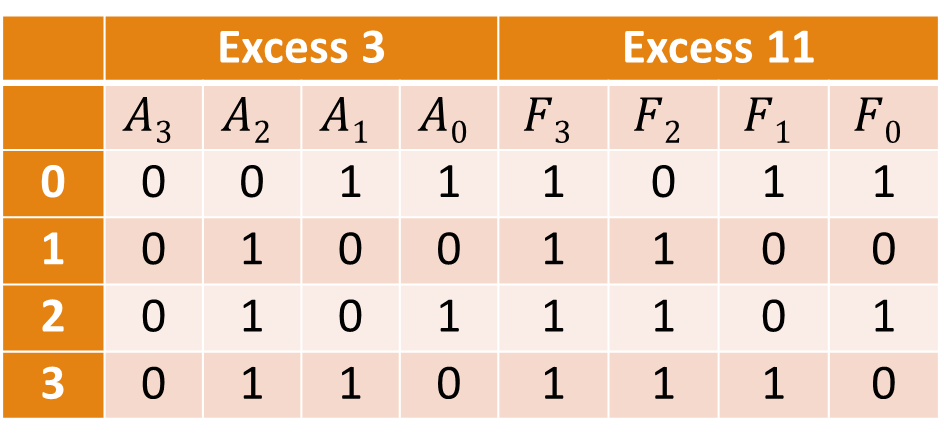 Excess 3 Excess 11
A₃ A₂ A₁ A₀ F₃ F₂ F₁ F₀
0 0 0 1 1 1 0 1 1
1 0 1 0 0 1 1 0 0
2 0 1 0 1 1 1 0 1
3 0 1 1 0 1 1 1 0